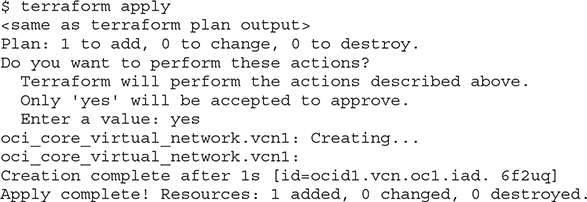 $ terraform apply
<same as terraform plan output>
Plan: 1 to add, 0 to change, 0 to destroy.
Do you want to perform these actions?
  Terraform will perform the actions described above.
  Only 'yes' will be accepted to approve.
  Enter a value: yes
oci_core_virtual_network.vcn1: Creating...
oci_core_virtual_network.vcn1:
Creation complete after 1s [id=ocid1.vcn.oc1.iad. 6f2uq]
Apply complete! Resources: 1 added, 0 changed, 0 destroyed.